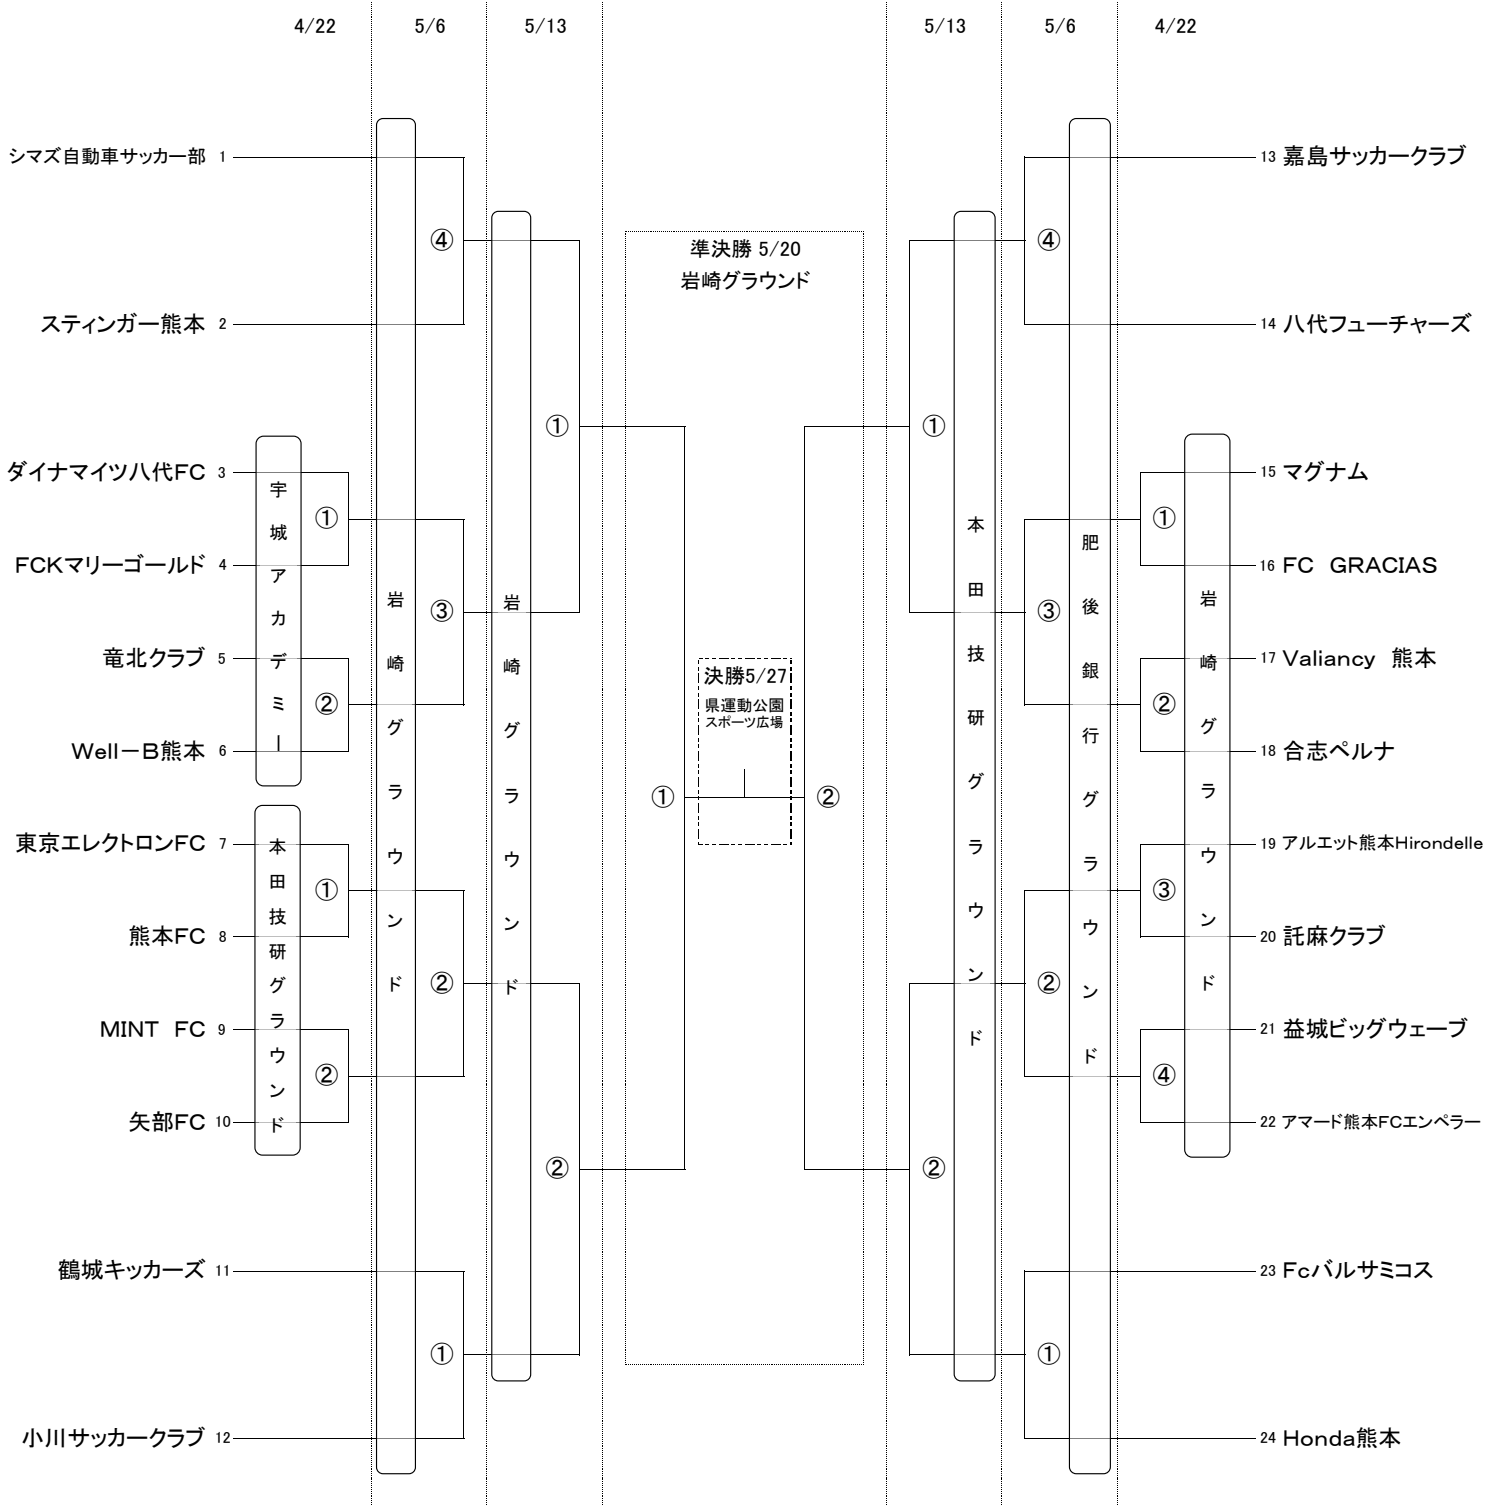 4/22 5/6 5/13 5/13 5/6 4/22
シマズ自動車サッカー部 1
スティンガー熊本 2
ダイナマイツ八代FC 3
FCKマリーゴールド 4
竜北クラブ 5
Well－B熊本 6
東京エレクトロンFC 7
熊本FC 8
MINT　FC 9
矢部FC 10
鶴城キッカーズ 11
小川サッカークラブ 12
宇城アカデミー
①
②
本田技研グラウンド
①
②
岩崎グラウンド
④
③
②
①
岩崎グラウンド
①
②
準決勝 5/20
岩崎グラウンド
決勝5/27
県運動公園
スポーツ広場
①
②
①
②
本田技研グラウンド
④
③
②
①
肥後銀行グラウンド
①
②
③
④
岩崎グラウンド
13 嘉島サッカークラブ
14 八代フューチャーズ
15 マグナム
16 FC　GRACIAS
17 Valiancy　熊本
18 合志ペルナ
19 アルエット熊本Hirondelle
20 託麻クラブ
21 益城ビッグウェーブ
22 アマード熊本FCエンペラー
23 Fcバルサミコス
24 Honda熊本